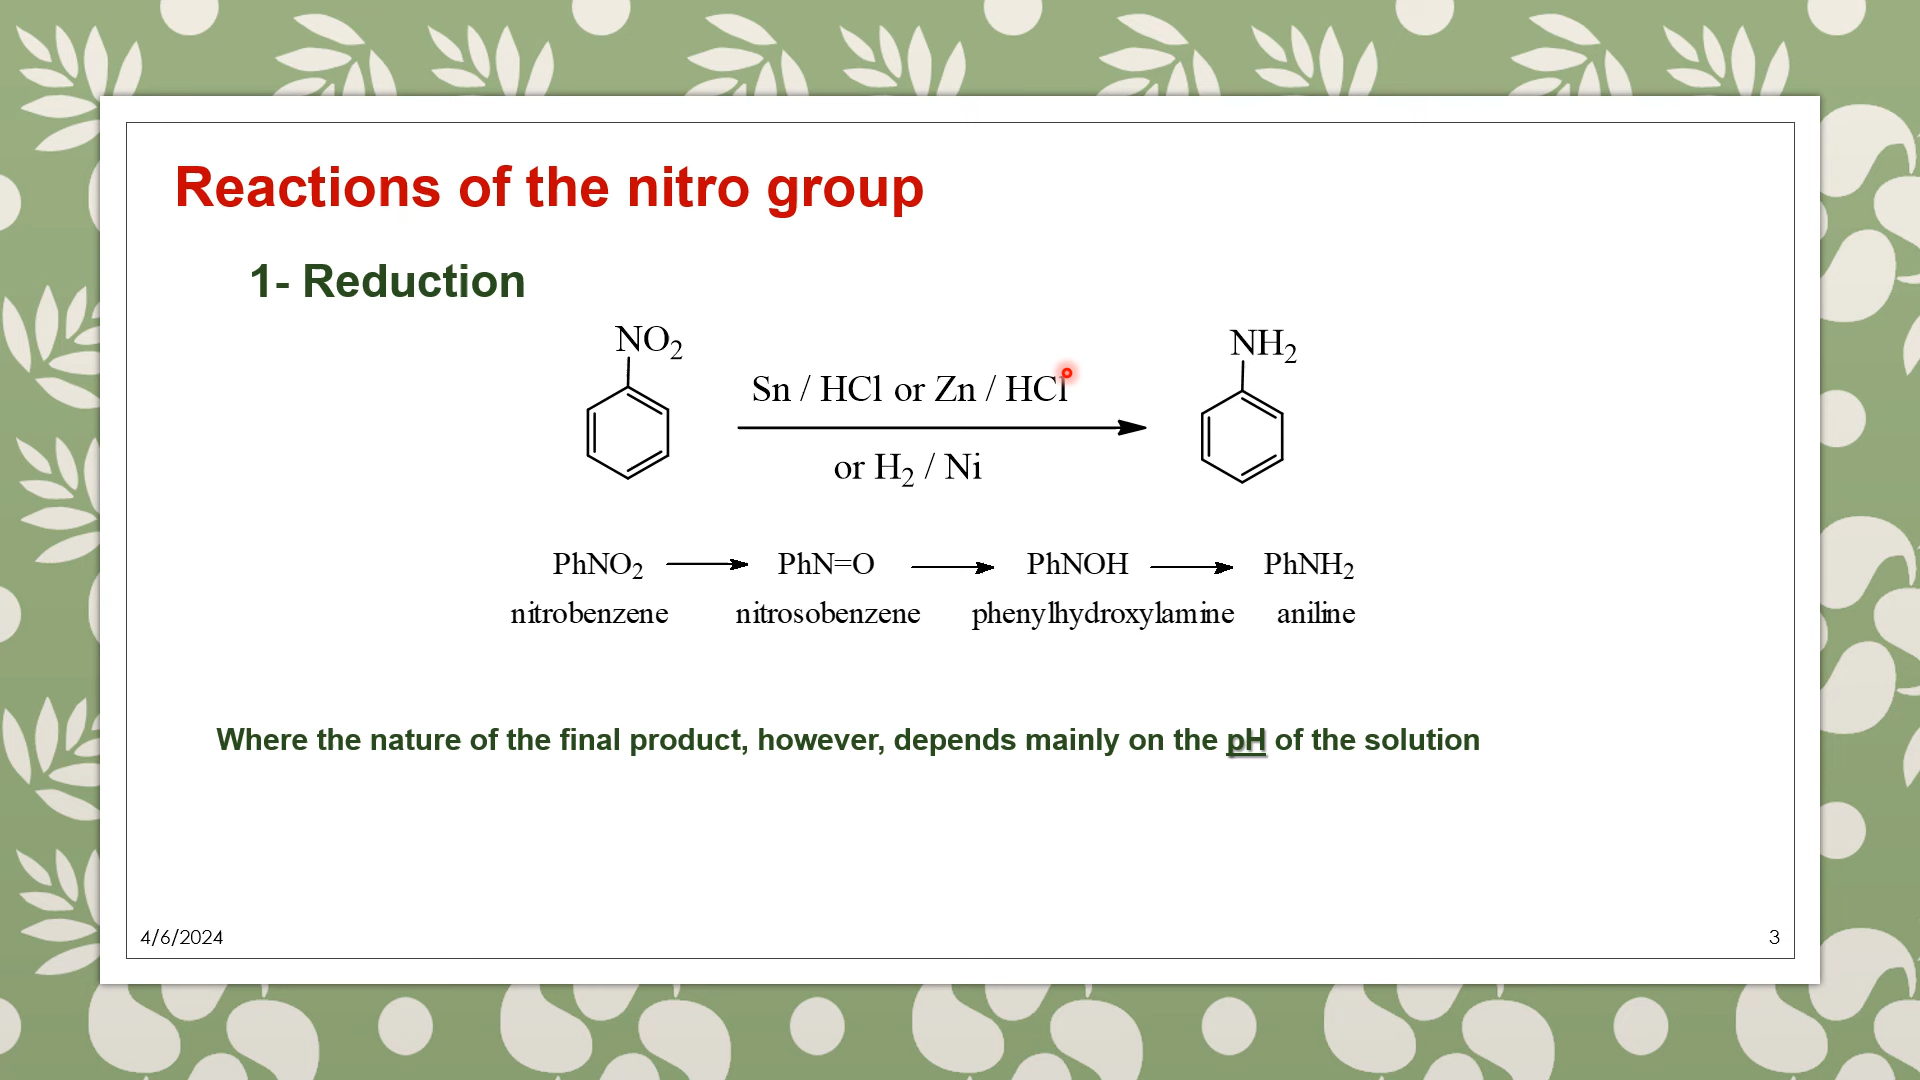 Reactions of the nitro group
1- Reduction
NO2
NH2
Sn / HCl or Zn / HCl
or H2 / Ni
PhNO2 PhN=O PhNOH PhNH2
nitrobenzene nitrosobenzene phenylhydroxylamine aniline
Where the nature of the final product, however, depends mainly on the pH of the solution
4/6/2024
3